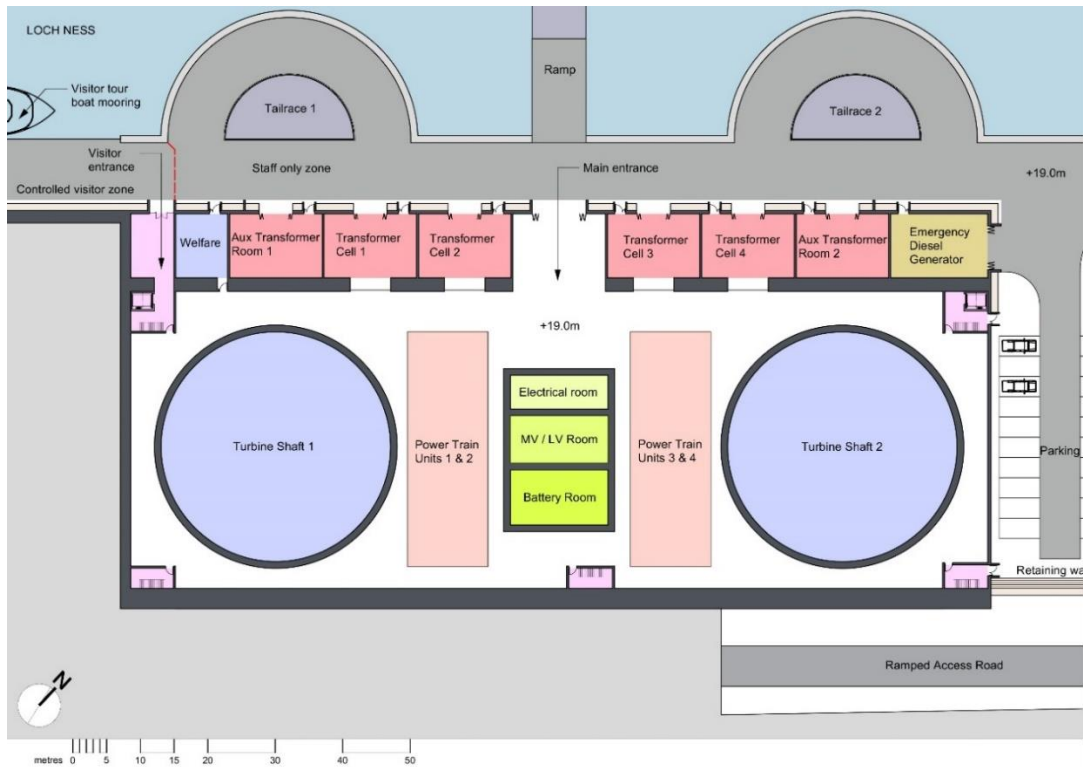 LOCH NESS
Visitor tour
boat mooring
Tailrace 1
Ramp
Tailrace 2
Visitor
entrance
Staff only zone
Main entrance
+19.0m
Controlled visitor zone
Welfare
Aux Transformer
Room 1
Transformer
Cell 1
Transformer
Cell 2
Transformer
Cell 3
Transformer
Cell 4
Aux Transformer
Room 2
Emergency
Diesel
Generator
+19.0m
Electrical room
Turbine Shaft 1
Power Train
Units 1 & 2
MV / LV Room
Power Train
Units 3 & 4
Turbine Shaft 2
Parking
Battery Room
Retaining wa
Ramped Access Road
N
metres 0 5 10 15 20 30 40 50